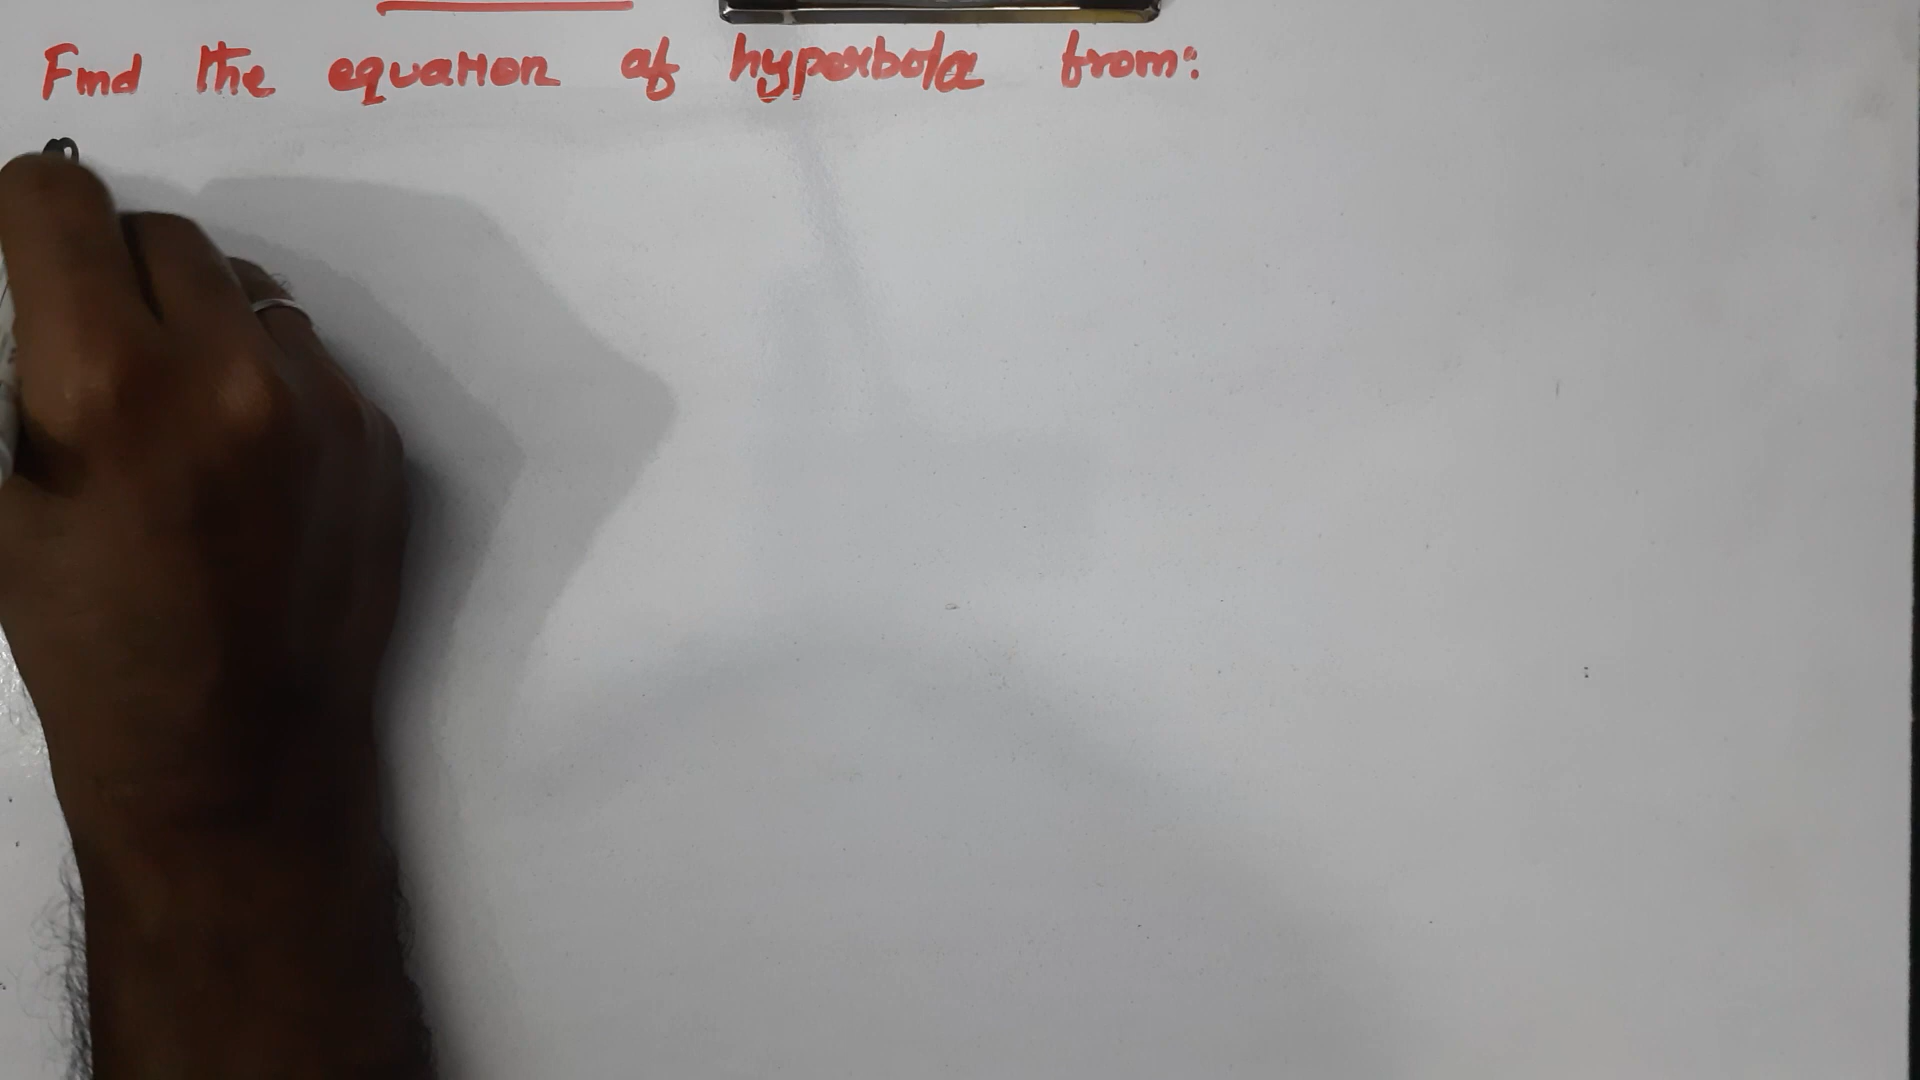 Find the equation of hyperbola from: